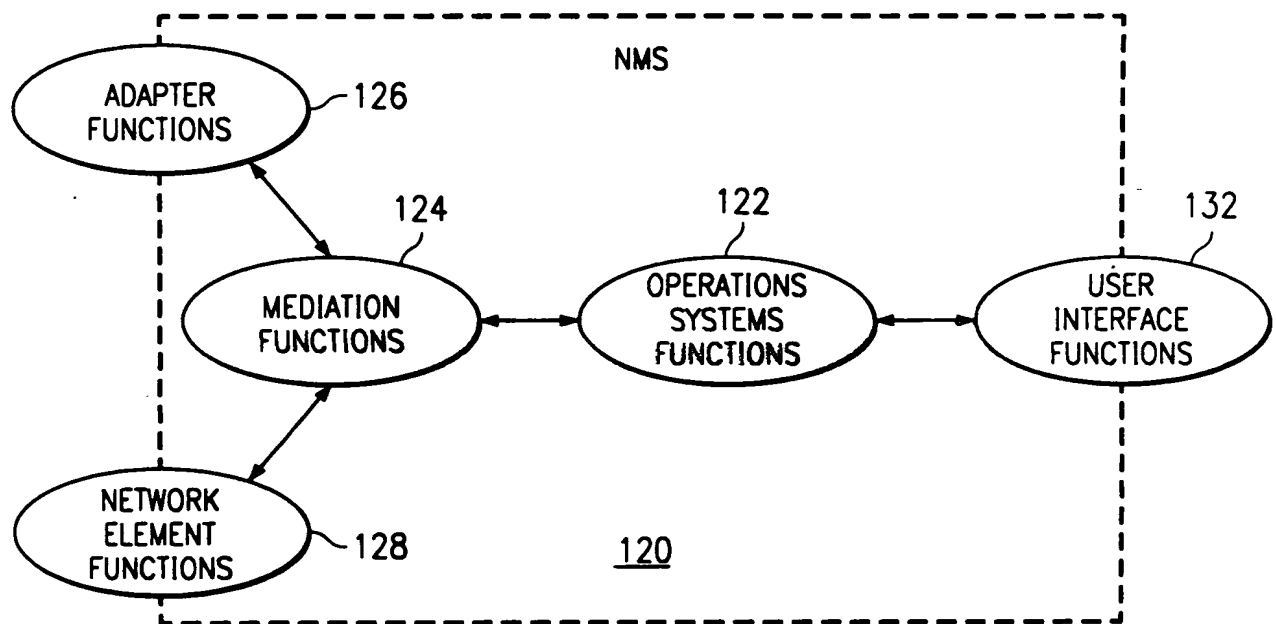 NMS
ADAPTER
FUNCTIONS
126
124
MEDIATION
FUNCTIONS
122
OPERATIONS
SYSTEMS
FUNCTIONS
132
USER
INTERFACE
FUNCTIONS
NETWORK
ELEMENT
FUNCTIONS
128
120